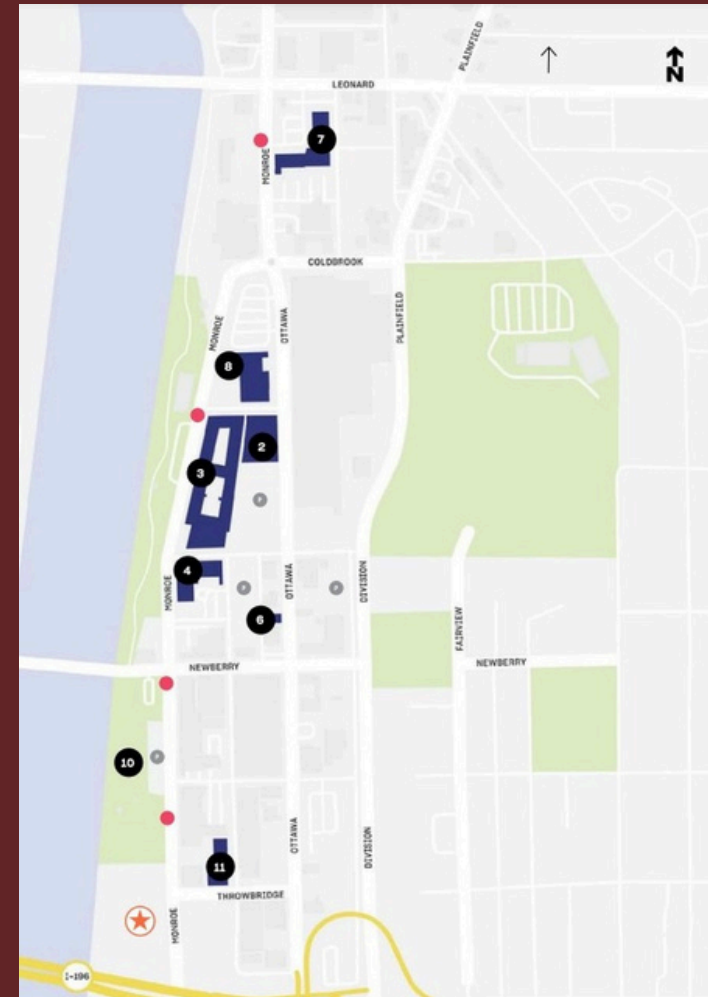 PLAINFIELD
N
LEONARD
7
MONROE
COLDBROOK
MONROE
OTTAWA
PLAINFIELD
8
2
3
P
4
MONROE
OTTAWA
DIVISION
P
P
6
FAIRVIEW
NEWBERRY
NEWBERRY
10
P
OTTAWA
DIVISION
11
THROWBRIDGE
MONROE
I-196